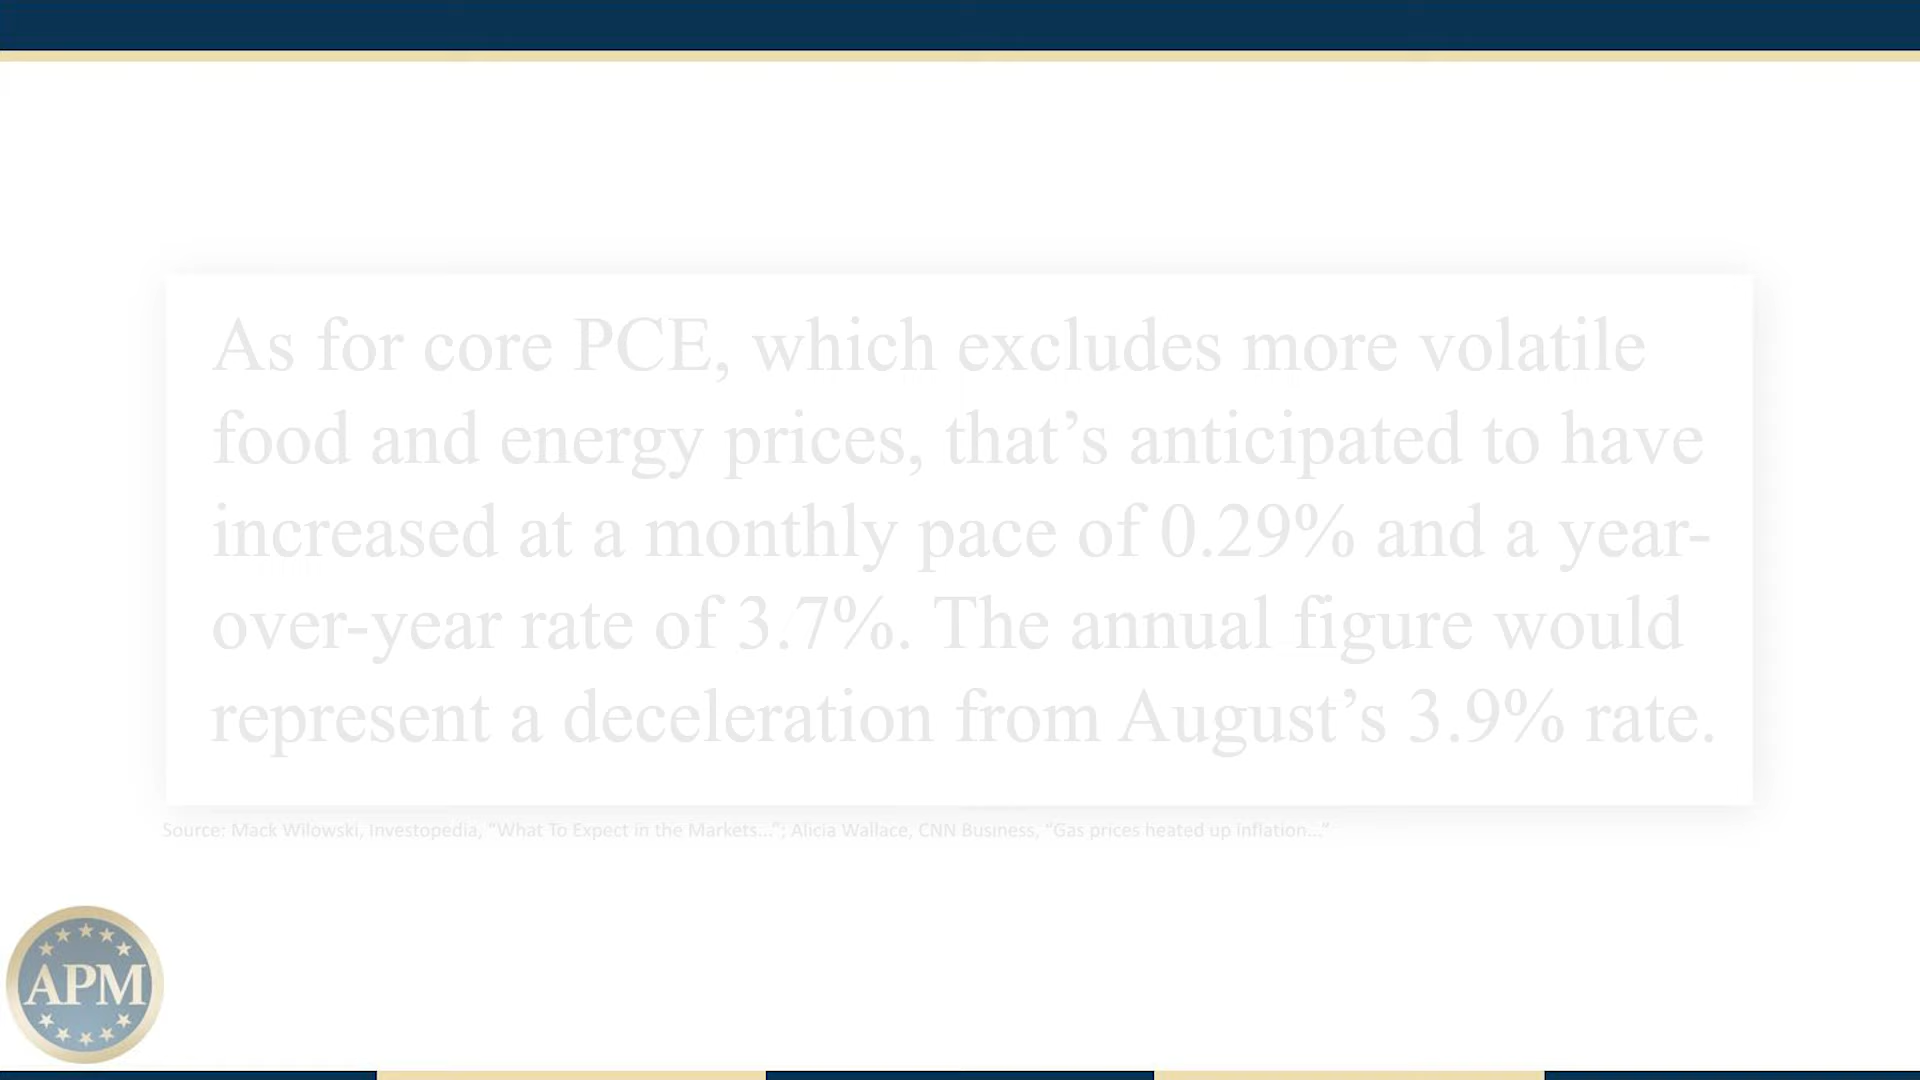 As for core PCE, which excludes more volatile
food and energy prices, that’s anticipated to have
increased at a monthly pace of 0.29% and a year-
over-year rate of 3.7%. The annual figure would
represent a deceleration from August’s 3.9% rate.
Source: Mack Wilowski, Investopedia, “What To Expect in the Markets...”; Alicia Wallace, CNN Business, “Gas prices heated up inflation...”
APM